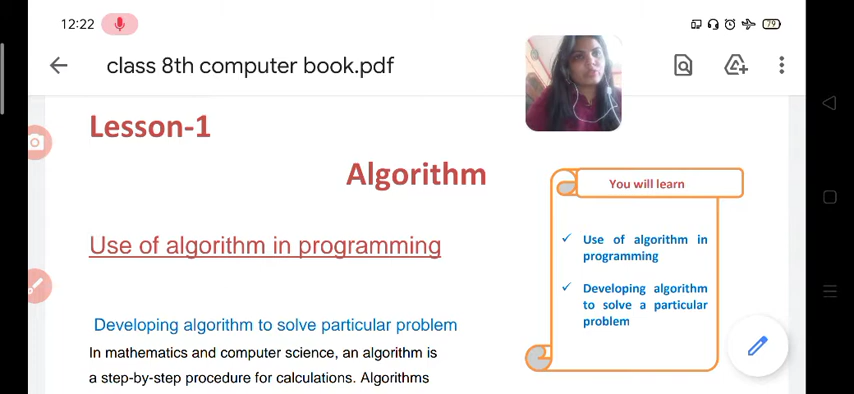 12:22
79
class 8th computer book.pdf
Lesson-1
Algorithm
You will learn
Use of algorithm in programming
✓ Use of algorithm in
programming
✓ Developing algorithm
to solve a particular
problem
Developing algorithm to solve particular problem
In mathematics and computer science, an algorithm is
a step-by-step procedure for calculations. Algorithms